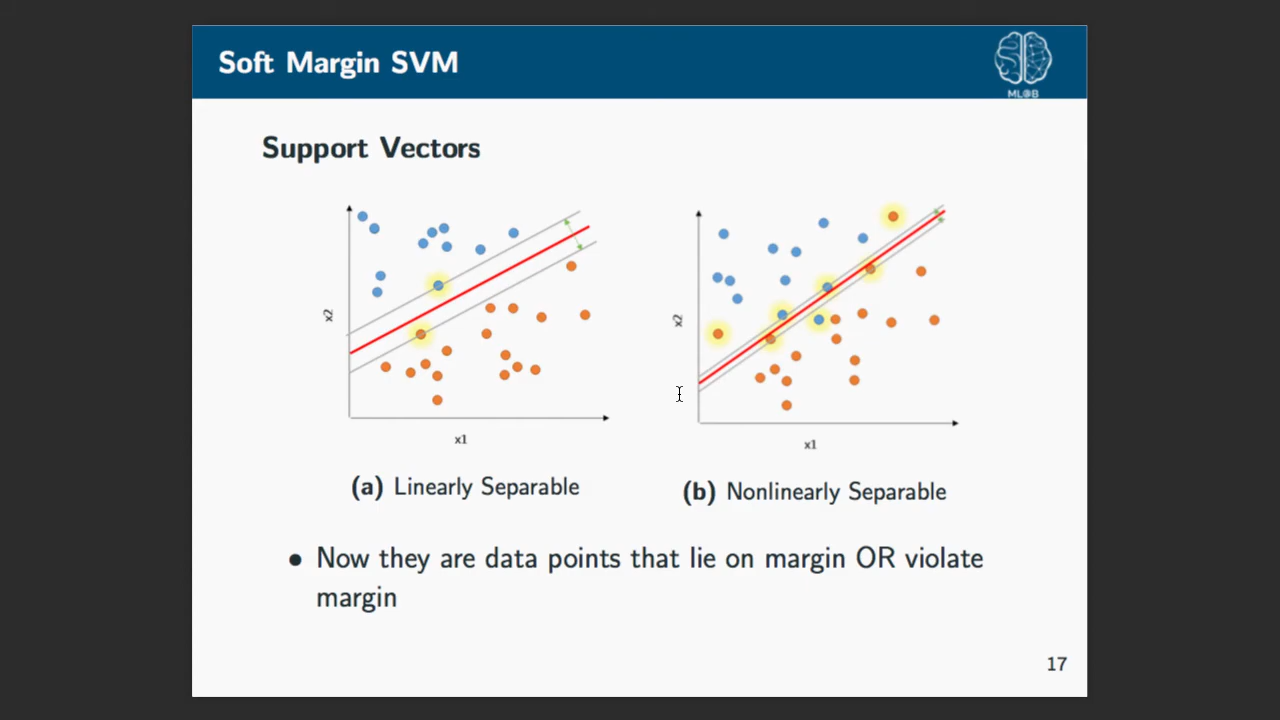 Soft Margin SVM
ML@B
Support Vectors
x2
x1
(a) Linearly Separable
x2
x1
(b) Nonlinearly Separable
• Now they are data points that lie on margin OR violate
margin
17